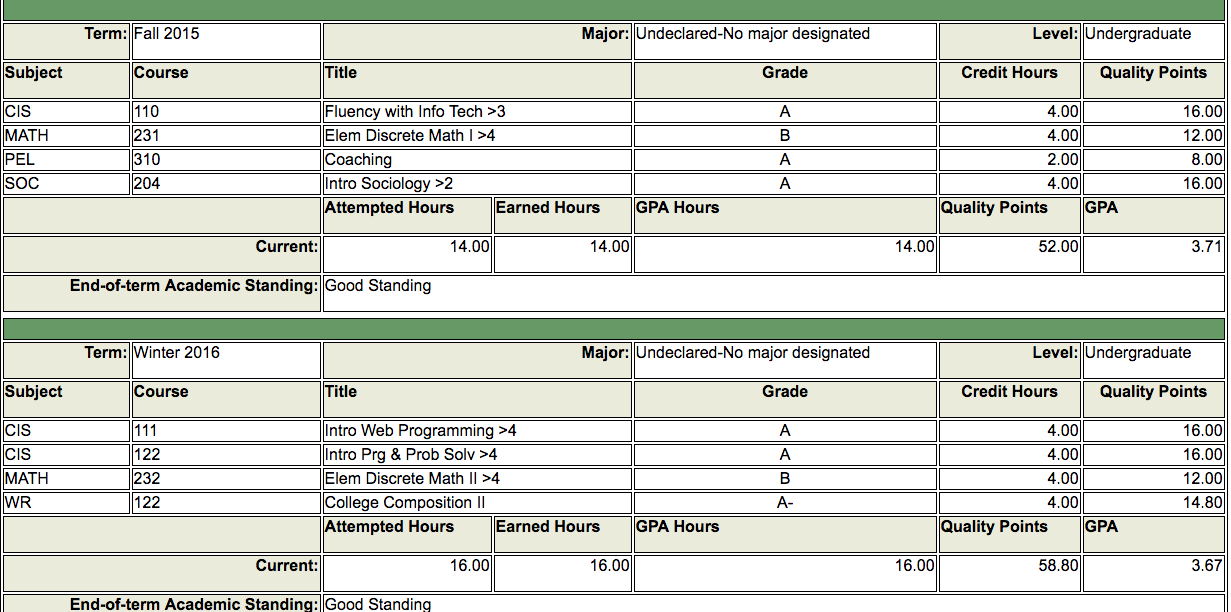 Term: Fall 2015 Major: Undeclared-No major designated Level: Undergraduate
Subject Course Title Grade Credit Hours Quality Points
CIS 110 Fluency with Info Tech >3 A 4.00 16.00
MATH 231 Elem Discrete Math I >4 B 4.00 12.00
PEL 310 Coaching A 2.00 8.00
SOC 204 Intro Sociology >2 A 4.00 16.00
Attempted Hours Earned Hours GPA Hours Quality Points GPA
Current: 14.00 14.00 14.00 52.00 3.71
End-of-term Academic Standing: Good Standing
Term: Winter 2016 Major: Undeclared-No major designated Level: Undergraduate
Subject Course Title Grade Credit Hours Quality Points
CIS 111 Intro Web Programming >4 A 4.00 16.00
CIS 122 Intro Prg & Prob Solv >4 A 4.00 16.00
MATH 232 Elem Discrete Math II >4 B 4.00 12.00
WR 122 College Composition II A- 4.00 14.80
Attempted Hours Earned Hours GPA Hours Quality Points GPA
Current: 16.00 16.00 16.00 58.80 3.67
End-of-term Academic Standing: Good Standing